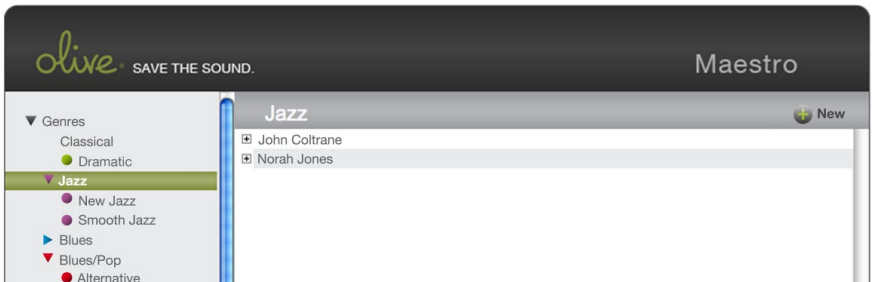 olive. SAVE THE SOUND.
Maestro
Genres
Classical
Dramatic
Jazz
New Jazz
Smooth Jazz
Blues
Blues/Pop
Alternative
Jazz
New
John Coltrane
Norah Jones